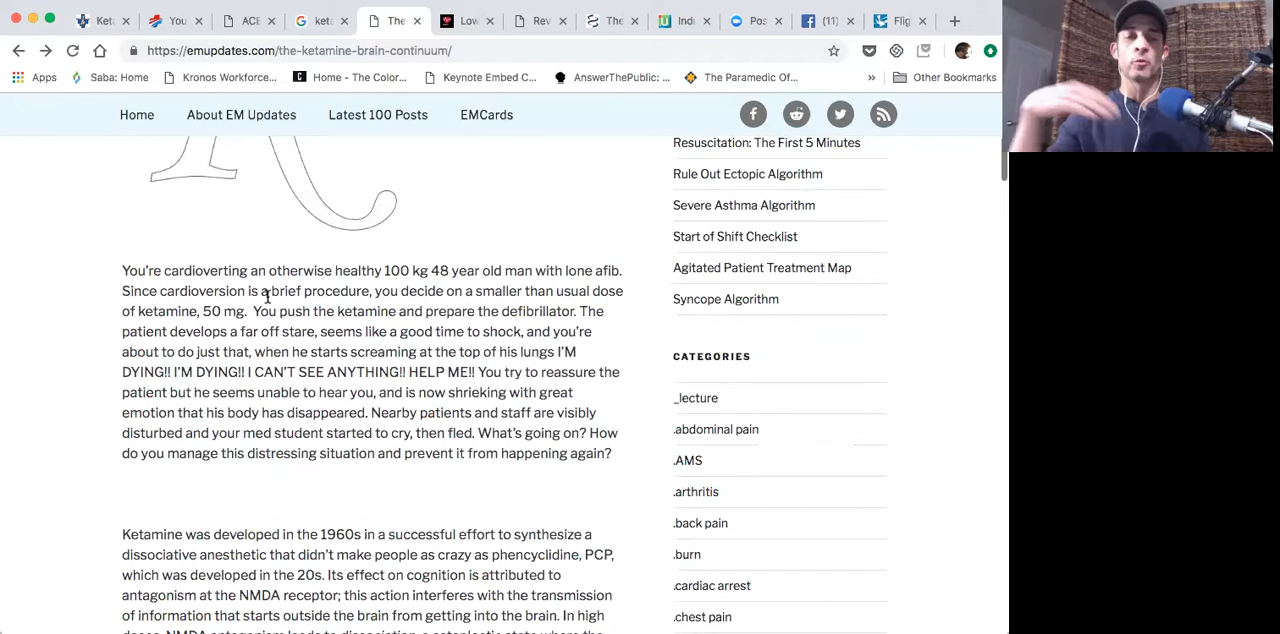 Ket
You
ACE
keta
The
Low
Rev
The
Indi
Pos
(11)
Flig
https://emupdates.com/the-ketamine-brain-continuum/
Apps
Saba: Home
Kronos Workforce...
Home - The Color...
Keynote Embed C...
AnswerThePublic: ...
The Paramedic Of...
»
Other Bookmarks
Home
About EM Updates
Latest 100 Posts
EMCards
You're cardioverting an otherwise healthy 100 kg 48 year old man with lone afib.
Since cardioversion is a brief procedure, you decide on a smaller than usual dose
of ketamine, 50 mg.  You push the ketamine and prepare the defibrillator. The
patient develops a far off stare, seems like a good time to shock, and you're
about to do just that, when he starts screaming at the top of his lungs I'M
DYING!! I'M DYING!! I CAN'T SEE ANYTHING!! HELP ME!! You try to reassure the
patient but he seems unable to hear you, and is now shrieking with great
emotion that his body has disappeared. Nearby patients and staff are visibly
disturbed and your med student started to cry, then fled. What's going on? How
do you manage this distressing situation and prevent it from happening again?
Ketamine was developed in the 1960s in a successful effort to synthesize a
dissociative anesthetic that didn't make people as crazy as phencyclidine, PCP,
which was developed in the 20s. Its effect on cognition is attributed to
antagonism at the NMDA receptor; this action interferes with the transmission
of information that starts outside the brain from getting into the brain. In high
Resuscitation: The First 5 Minutes
Rule Out Ectopic Algorithm
Severe Asthma Algorithm
Start of Shift Checklist
Agitated Patient Treatment Map
Syncope Algorithm
CATEGORIES
_lecture
.abdominal pain
.AMS
.arthritis
.back pain
.burn
.cardiac arrest
.chest pain